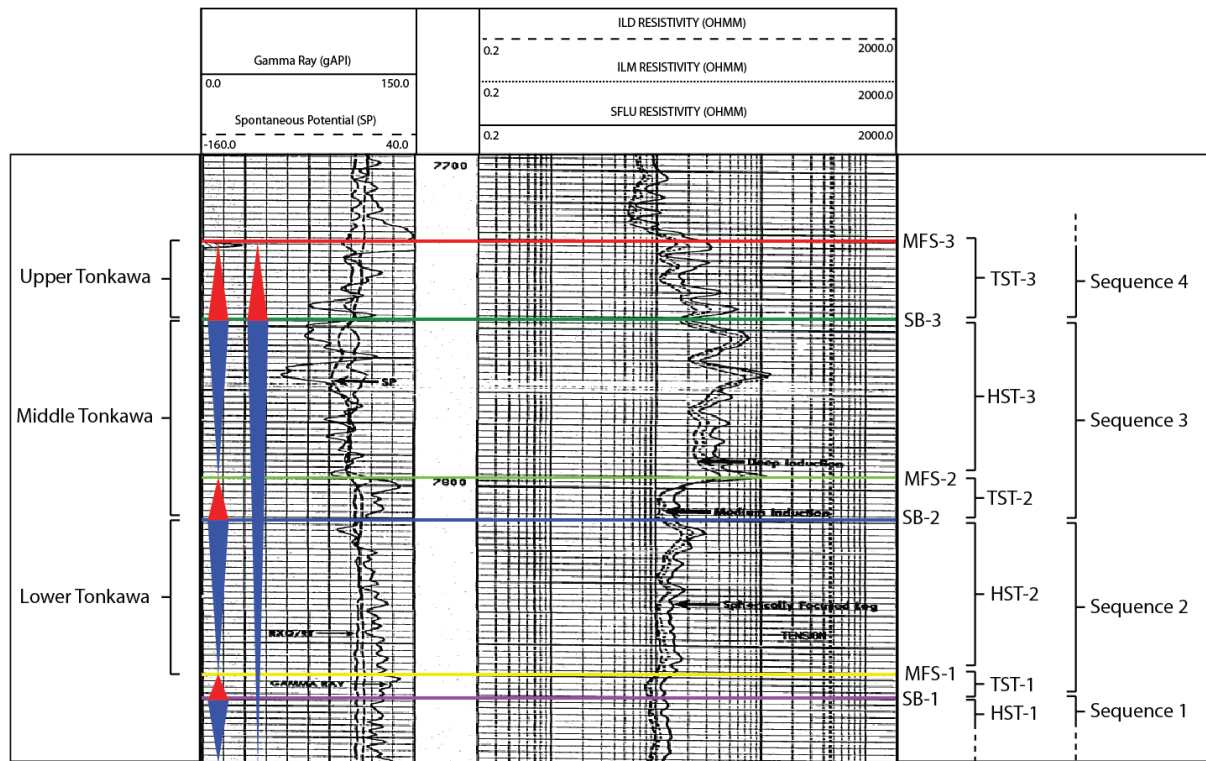 ILD RESISTIVITY (OHMM)
0.2 2000.0
Gamma Ray (gAPI)
ILM RESISTIVITY (OHMM)
0.0 150.0
0.2 2000.0
SFLU RESISTIVITY (OHMM)
Spontaneous Potential (SP)
-160.0 40.0
0.2 2000.0
7700
MFS-3
Upper Tonkawa
TST-3
Sequence 4
SB-3
SP
HST-3
Middle Tonkawa
Sequence 3
Deep Induction
MFS-2
7800
TST-2
Medium Induction
SB-2
Lower Tonkawa
HST-2
Spherically Focused Log
Sequence 2
RXO/RT
TENSION
MFS-1
GAMMA RAY
TST-1
SB-1
HST-1
Sequence 1